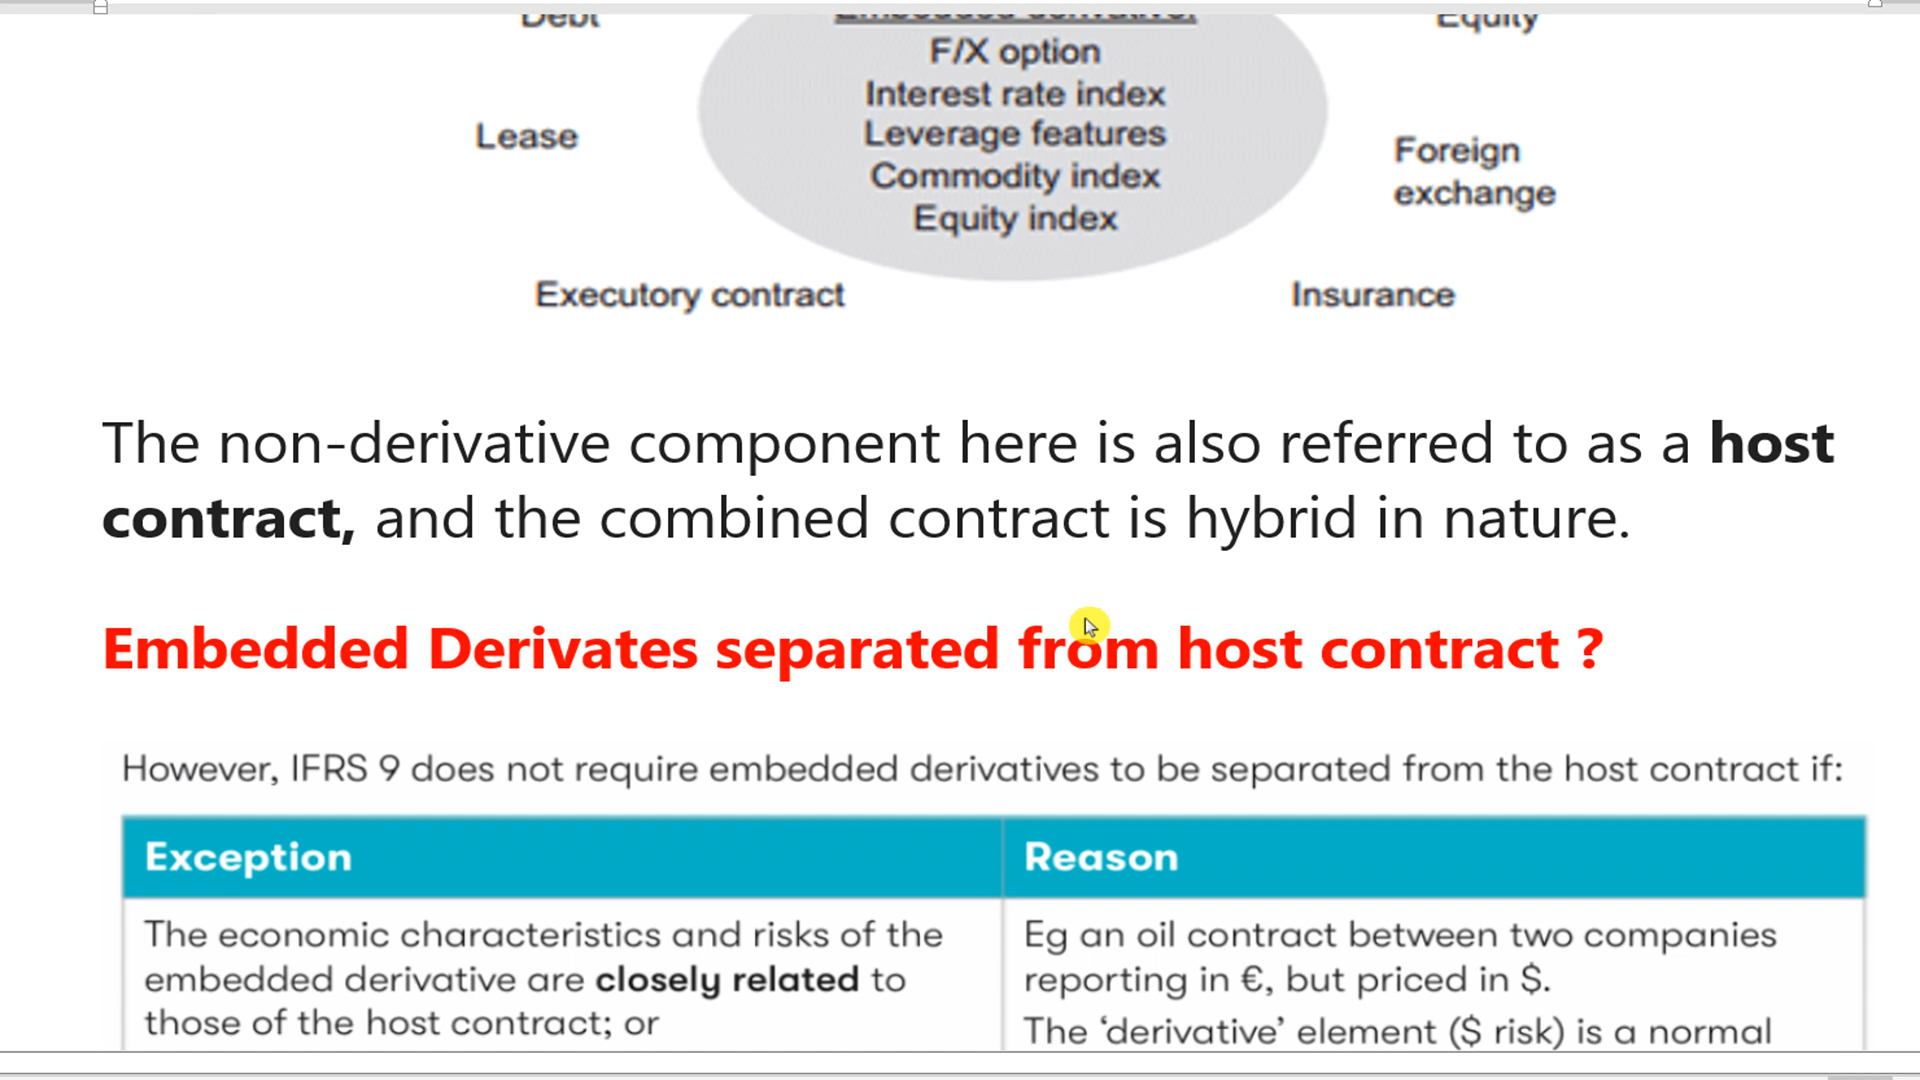 Debt
Embedded derivative:
Equity
F/X option
Interest rate index
Leverage features
Commodity index
Equity index
Lease
Foreign
exchange
Executory contract
Insurance
The non-derivative component here is also referred to as a host
contract, and the combined contract is hybrid in nature.
Embedded Derivates separated from host contract ?
However, IFRS 9 does not require embedded derivatives to be separated from the host contract if:
Exception
Reason
The economic characteristics and risks of the
embedded derivative are closely related to
those of the host contract; or
Eg an oil contract between two companies
reporting in €, but priced in $.
The ‘derivative’ element ($ risk) is a normal